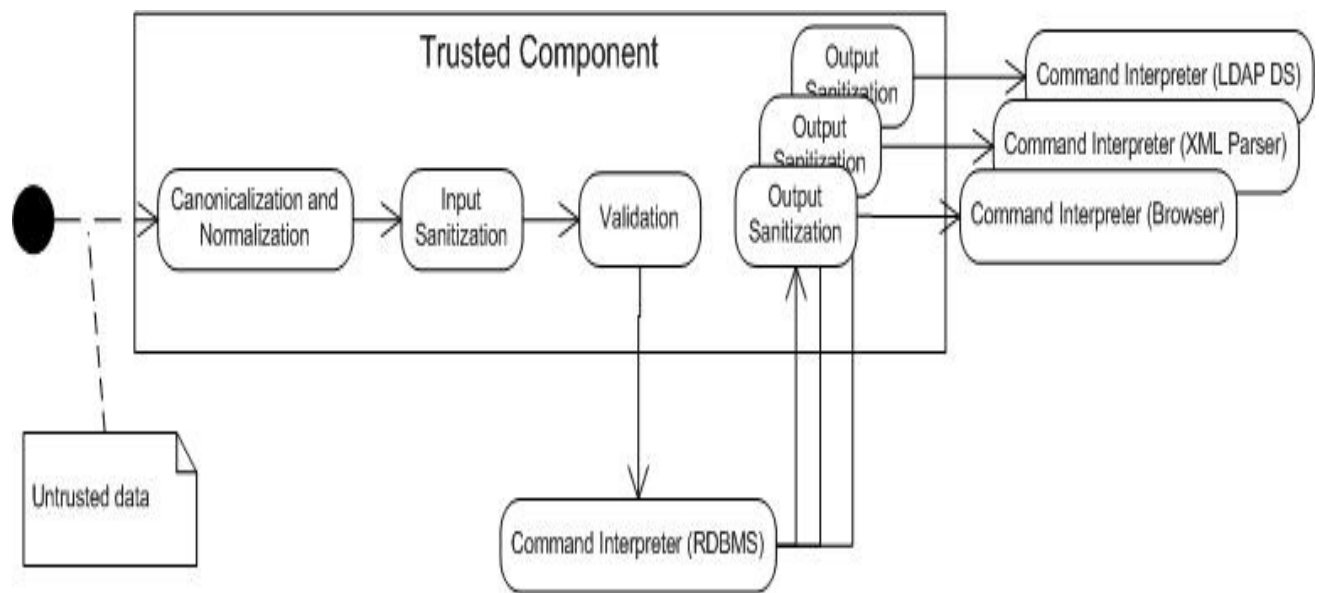 Trusted Component
Output
Sanitization
Command Interpreter (LDAP DS)
Output
Sanitization
Command Interpreter (XML Parser)
Canonicalization and
Normalization
Input
Sanitization
Validation
Output
Sanitization
Command Interpreter (Browser)
Untrusted data
Command Interpreter (RDBMS)